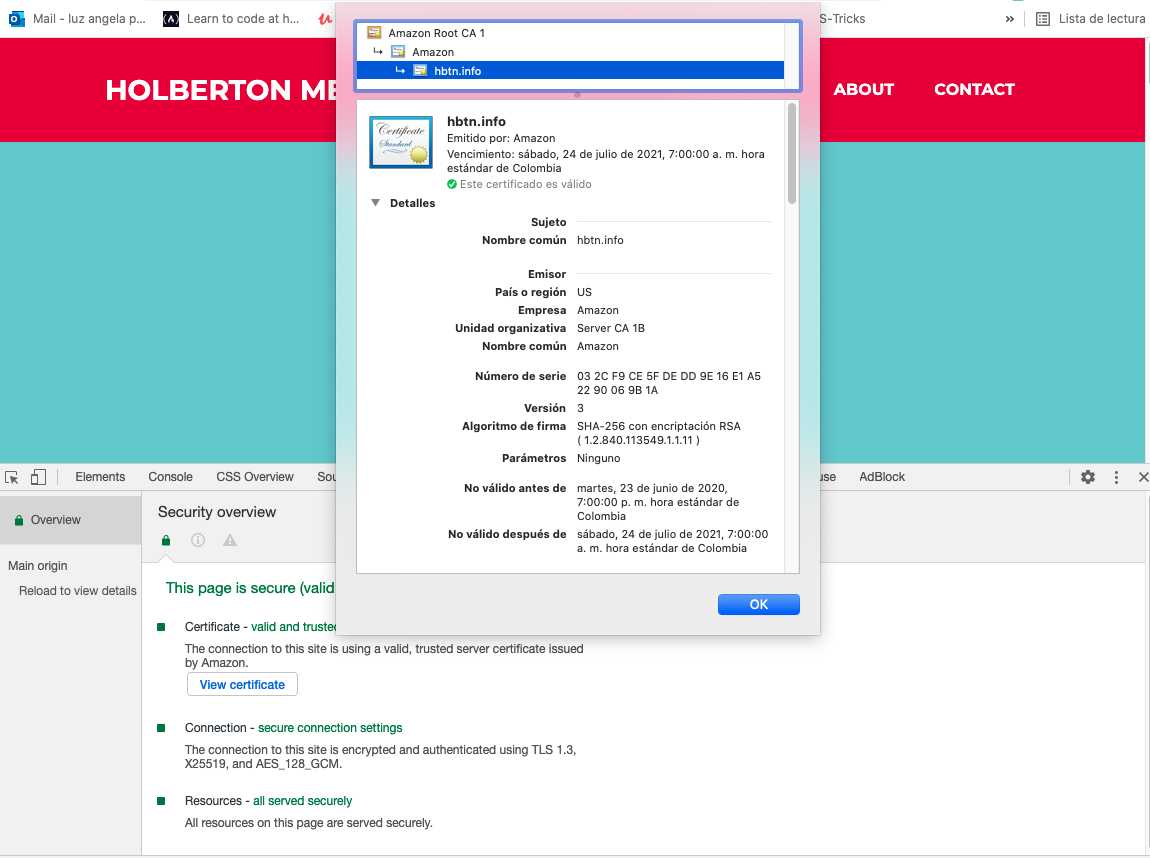 Mail - luz angela p...
Learn to code at h...
S-Tricks
»
Lista de lectura
HOLBERTON ME
ABOUT
CONTACT
Amazon Root CA 1
Amazon
hbtn.info
Certificate
Standard
hbtn.info
Emitido por: Amazon
Vencimiento: sábado, 24 de julio de 2021, 7:00:00 a. m. hora
estándar de Colombia
Este certificado es válido
Detalles
Sujeto
Nombre común hbtn.info
Emisor
País o región US
Empresa Amazon
Unidad organizativa Server CA 1B
Nombre común Amazon
Número de serie 03 2C F9 CE 5F DE DD 9E 16 E1 A5
22 90 06 9B 1A
Versión 3
Algoritmo de firma SHA-256 con encriptación RSA
( 1.2.840.113549.1.1.11 )
Parámetros Ninguno
No válido antes de martes, 23 de junio de 2020,
7:00:00 p. m. hora estándar de
Colombia
No válido después de sábado, 24 de julio de 2021, 7:00:00
a. m. hora estándar de Colombia
OK
Elements Console CSS Overview Sou
use AdBlock
Overview
Main origin
Reload to view details
Security overview
This page is secure (valid
Certificate - valid and trusted
The connection to this site is using a valid, trusted server certificate issued
by Amazon.
View certificate
Connection - secure connection settings
The connection to this site is encrypted and authenticated using TLS 1.3,
X25519, and AES_128_GCM.
Resources - all served securely
All resources on this page are served securely.